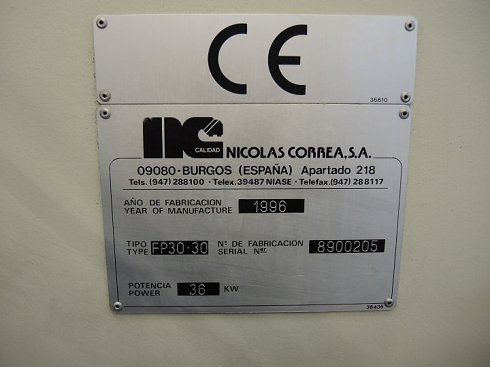 CE
36610
nc
CALIDAD
NICOLAS CORREA, S.A.
09080-BURGOS (ESPAÑA) Apartado 218
Tels. (947) 288100 · Telex. 39487 NIASE · Telefax. (947) 288117
AÑO DE FABRICACION
YEAR OF MANUFACTURE 1996
TIPO Nº DE FABRICACION
TYPE FP30·30 SERIAL Nº 8900205
POTENCIA
POWER 36 KW.
36436